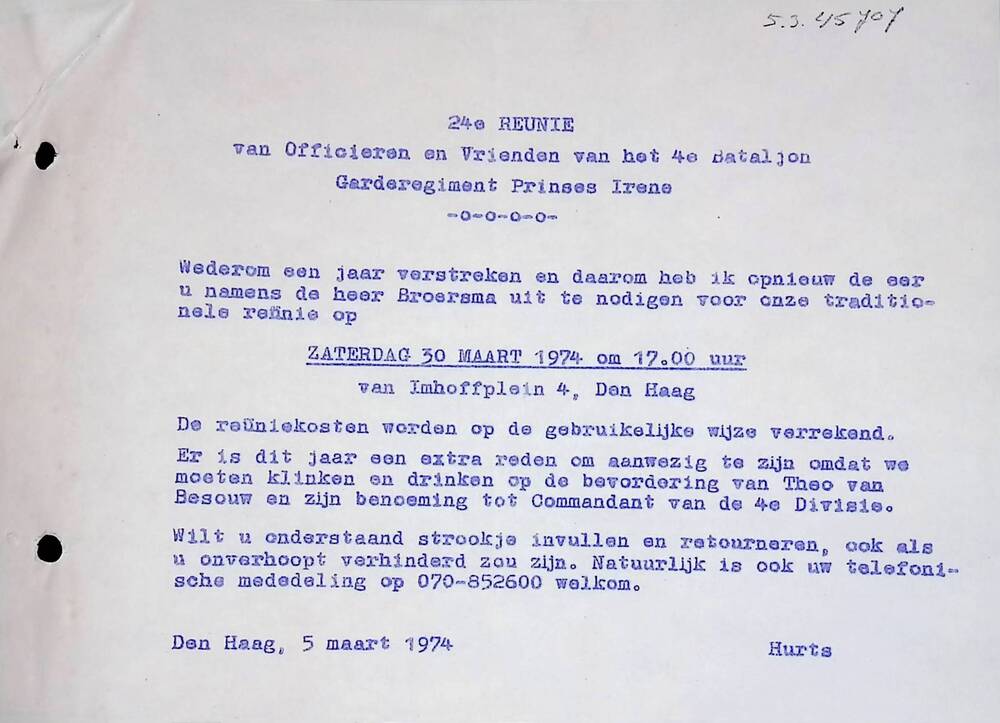 5.3.45707
24e REUNIE
van Officieren en Vrienden van het 4e Bataljon
Garderegiment Prinses Irene
-o-o-o-o-
Wederom een jaar verstreken en daarom heb ik opnieuw de eer
u namens de heer Broersma uit te nodigen voor onze traditio-
nele reünie op
ZATERDAG 30 MAART 1974 om 17.00 uur
van Imhoffplein 4, Den Haag
De reüniekosten worden op de gebruikelijke wijze verrekend.
Er is dit jaar een extra reden om aanwezig te zijn omdat we
moeten klinken en drinken op de bevordering van Theo van
Besouw en zijn benoeming tot Commandant van de 4e Divisie.
Wilt u onderstaand strookje invullen en retourneren, ook als
u onverhoopt verhinderd zou zijn. Natuurlijk is ook uw telefoni-
sche mededeling op 070-852600 welkom.
Den Haag, 5 maart 1974 Hurts